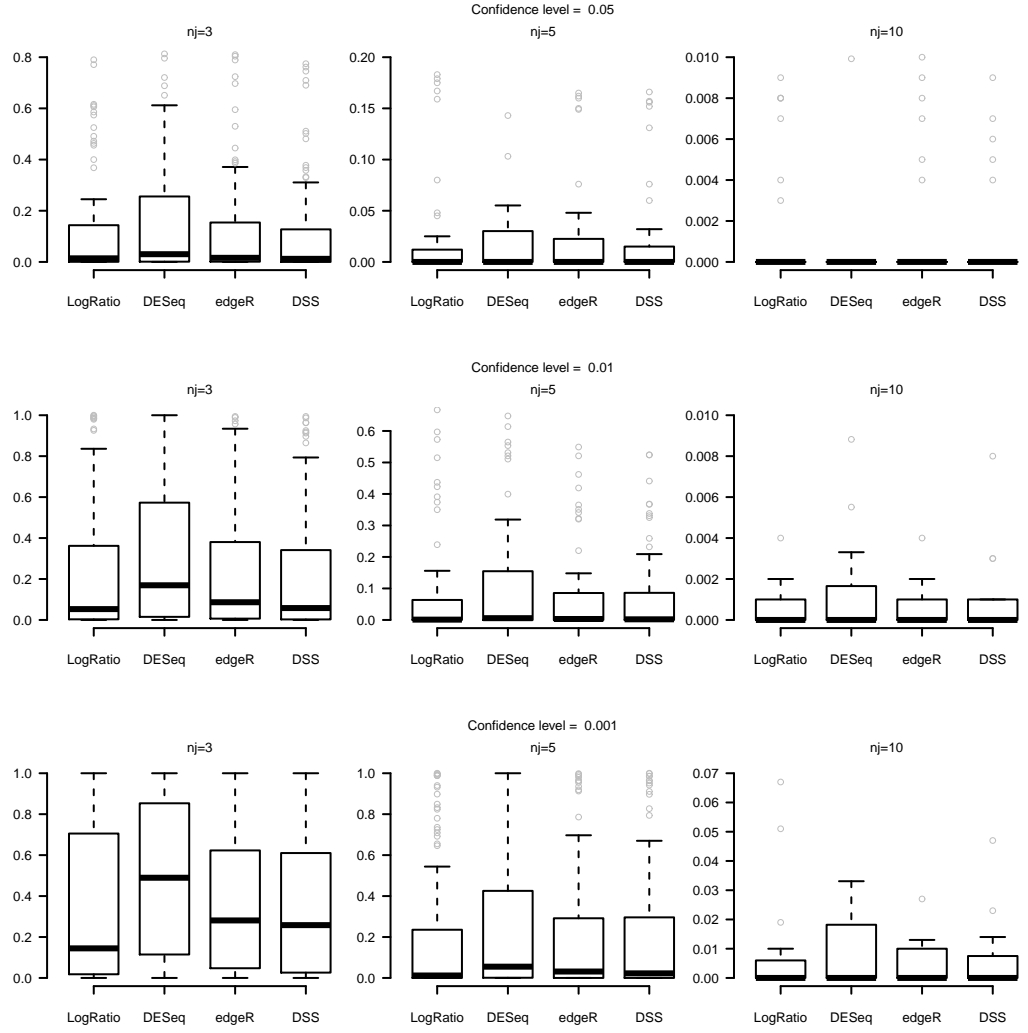 Confidence level = 0.05
nj=3
nj=5
nj=10
0.8
0.6
0.4
0.2
0.0
LogRatio DESeq edgeR DSS
0.20
0.15
0.10
0.05
0.00
LogRatio DESeq edgeR DSS
0.010
0.008
0.006
0.004
0.002
0.000
LogRatio DESeq edgeR DSS
Confidence level = 0.01
nj=3
nj=5
nj=10
1.0
0.8
0.6
0.4
0.2
0.0
LogRatio DESeq edgeR DSS
0.6
0.5
0.4
0.3
0.2
0.1
0.0
LogRatio DESeq edgeR DSS
0.010
0.008
0.006
0.004
0.002
0.000
LogRatio DESeq edgeR DSS
Confidence level = 0.001
nj=3
nj=5
nj=10
1.0
0.8
0.6
0.4
0.2
0.0
LogRatio DESeq edgeR DSS
1.0
0.8
0.6
0.4
0.2
0.0
LogRatio DESeq edgeR DSS
0.07
0.06
0.05
0.04
0.03
0.02
0.01
0.00
LogRatio DESeq edgeR DSS